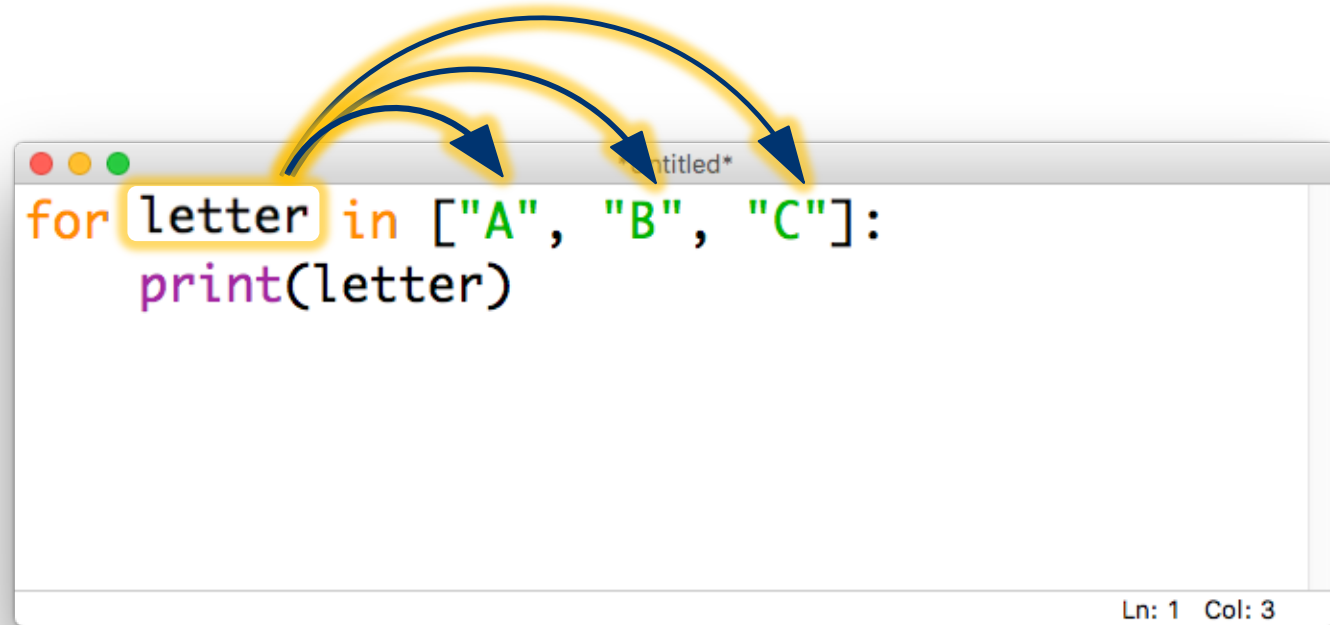 *untitled*
for letter in ["A", "B", "C"]:
    print(letter)
Ln: 1 Col: 3